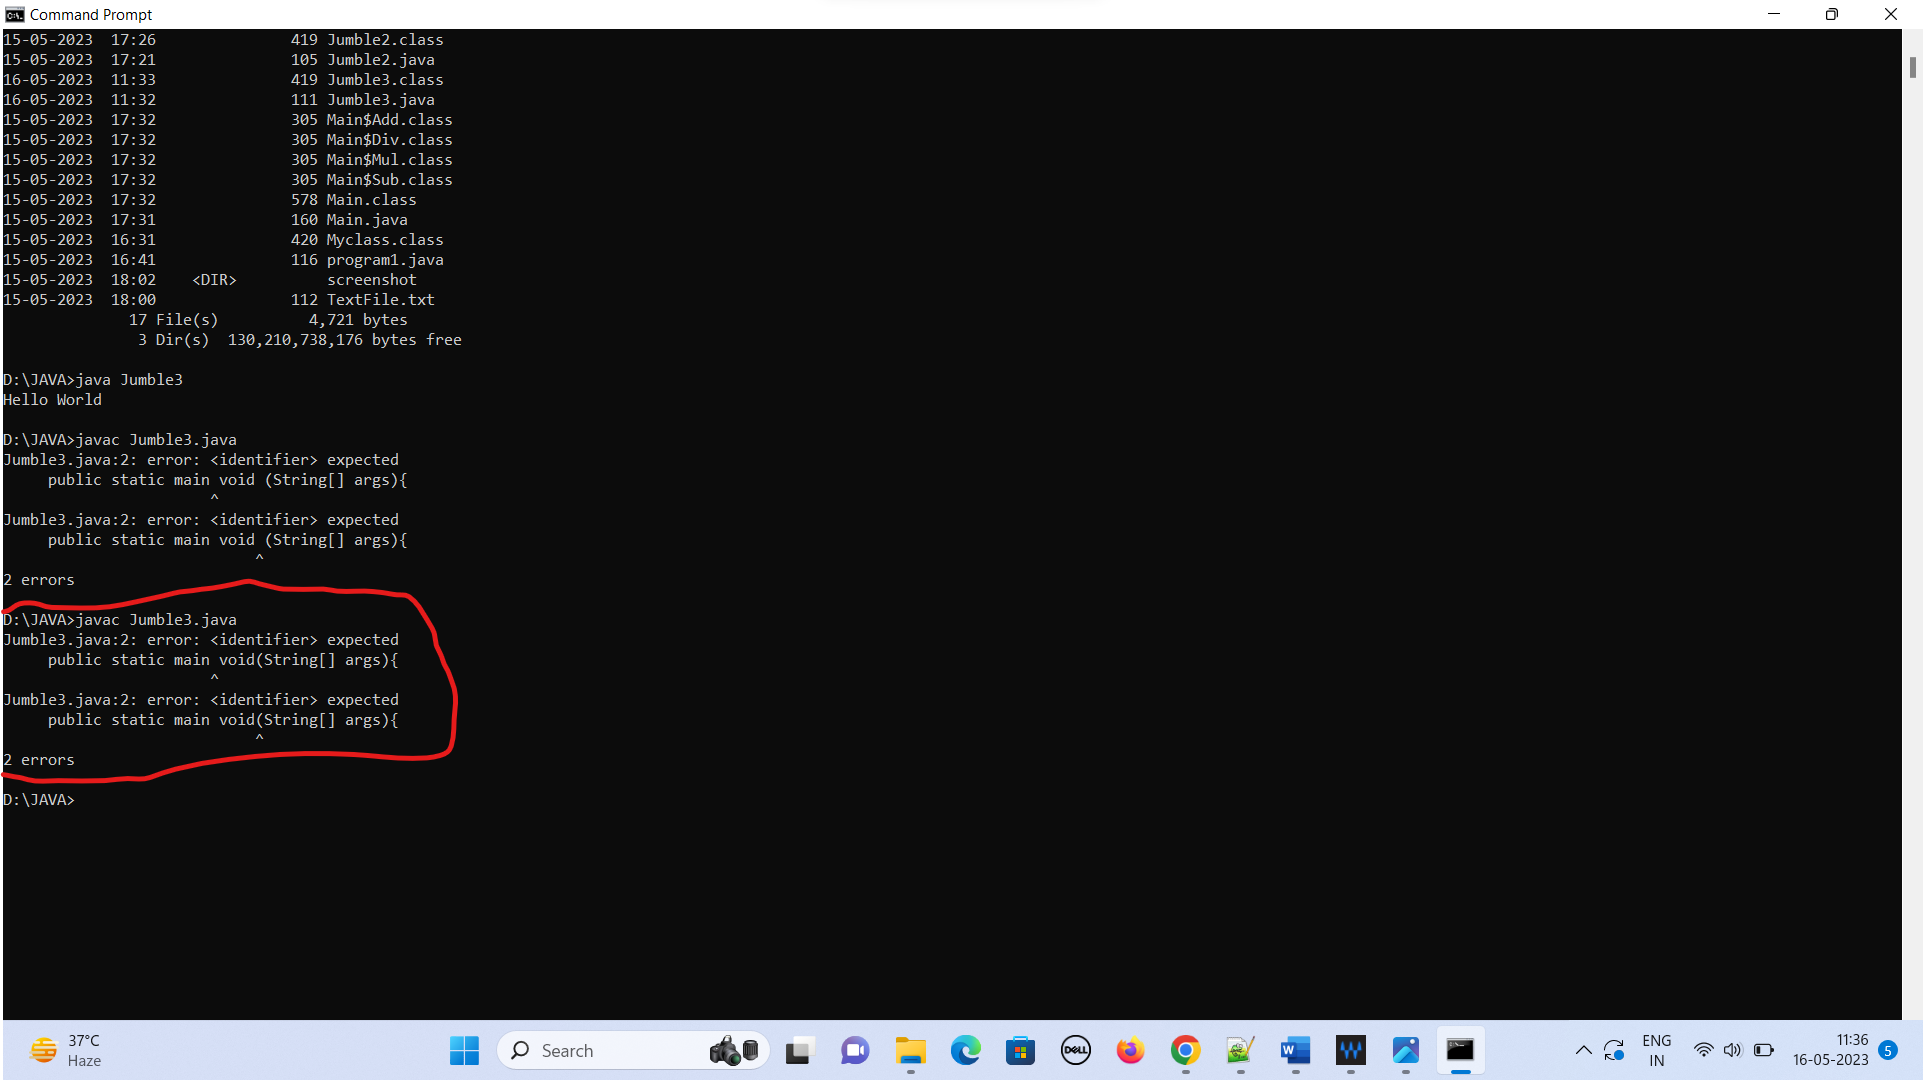 Command Prompt
15-05-2023  17:26               419 Jumble2.class
15-05-2023  17:21               105 Jumble2.java
16-05-2023  11:33               419 Jumble3.class
16-05-2023  11:32               111 Jumble3.java
15-05-2023  17:32               305 Main$Add.class
15-05-2023  17:32               305 Main$Div.class
15-05-2023  17:32               305 Main$Mul.class
15-05-2023  17:32               305 Main$Sub.class
15-05-2023  17:32               578 Main.class
15-05-2023  17:31               160 Main.java
15-05-2023  16:31               420 Myclass.class
15-05-2023  16:41               116 program1.java
15-05-2023  18:02    <DIR>          screenshot
15-05-2023  18:00               112 TextFile.txt
              17 File(s)          4,721 bytes
               3 Dir(s)  130,210,738,176 bytes free
D:\JAVA>java Jumble3
Hello World
D:\JAVA>javac Jumble3.java
Jumble3.java:2: error: <identifier> expected
     public static main void (String[] args){
                       ^
Jumble3.java:2: error: <identifier> expected
     public static main void (String[] args){
                            ^
2 errors
D:\JAVA>javac Jumble3.java
Jumble3.java:2: error: <identifier> expected
     public static main void(String[] args){
                       ^
Jumble3.java:2: error: <identifier> expected
     public static main void(String[] args){
                            ^
2 errors
D:\JAVA>
37°C
Haze
Search
DELL
W
ENG
IN
11:36
16-05-2023
5